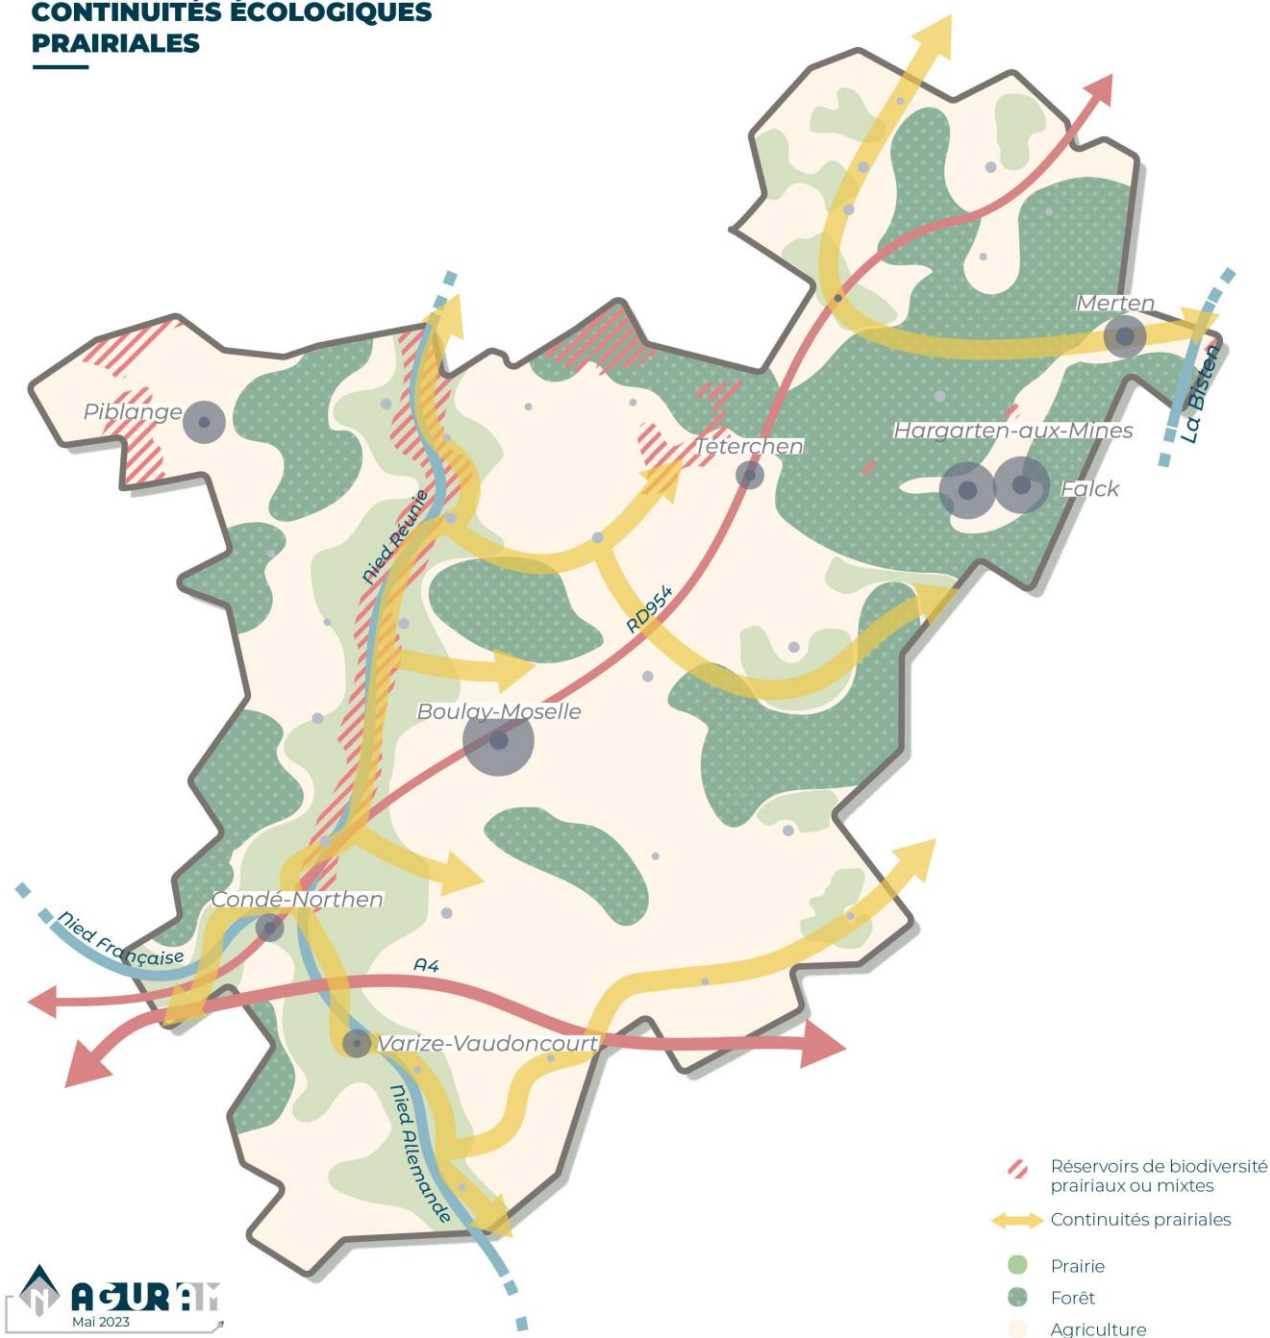 CONTINUITÉS ÉCOLOGIQUES
PRAIRIALES
Merten
La Bisten
Piblange
Hargarten-aux-Mines
Téterchen
Falck
Nied Réunie
RD954
Boulay-Moselle
Condé-Northen
Nied Française
A4
Varize-Vaudoncourt
Nied Allemande
Réservoirs de biodiversité
prairiaux ou mixtes
Continuités prairiales
Prairie
Forêt
Agriculture
N
AGURAM
Mai 2023